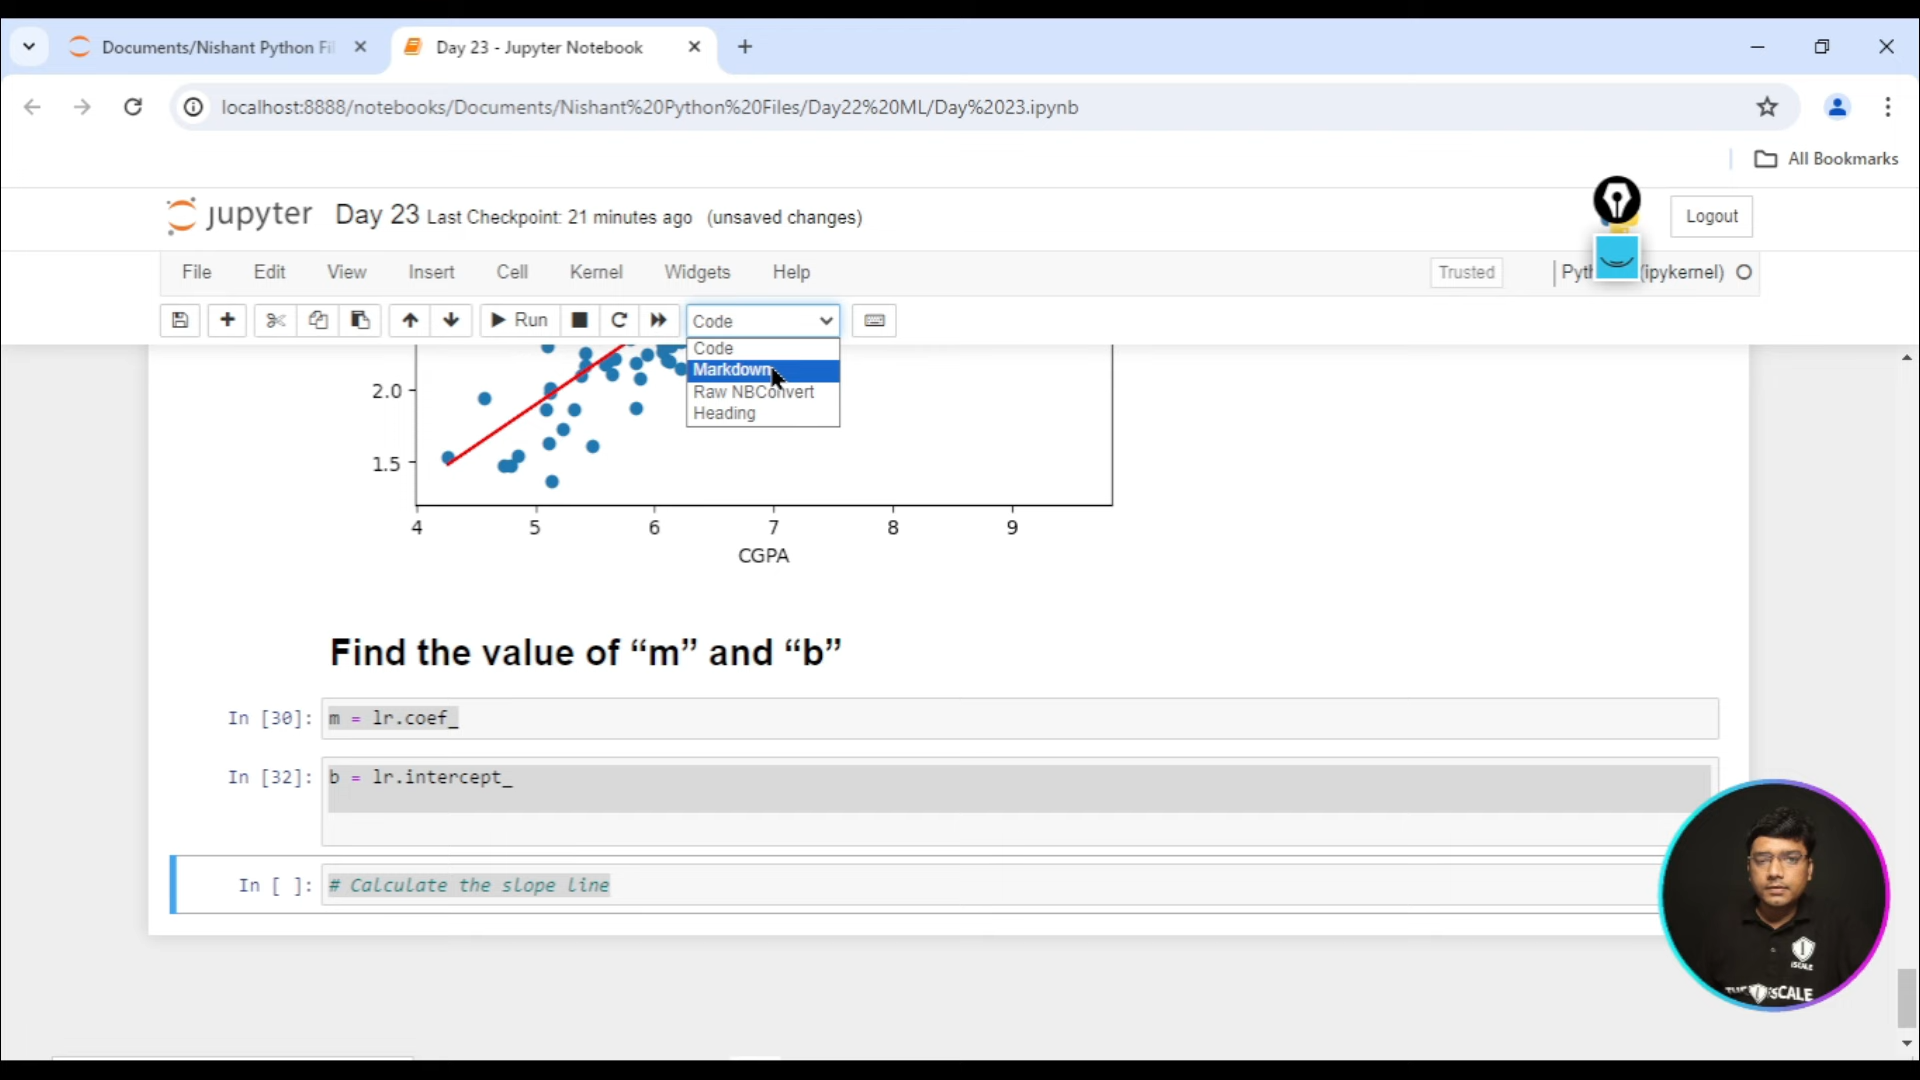 Documents/Nishant Python Fil
Day 23 - Jupyter Notebook
localhost:8888/notebooks/Documents/Nishant%20Python%20Files/Day22%20ML/Day%2023.ipynb
All Bookmarks
jupyter Day 23 Last Checkpoint: 21 minutes ago (unsaved changes)
Logout
File Edit View Insert Cell Kernel Widgets Help
Trusted
(ipykernel)
Run
Code
Code
Markdown
Raw NBConvert
Heading
2.0
1.5
4 5 6 7 8 9
CGPA
Find the value of “m” and “b”
In [30]: m = lr.coef_
In [32]: b = lr.intercept_
In [ ]: # Calculate the slope line
iSCALE
SCALE